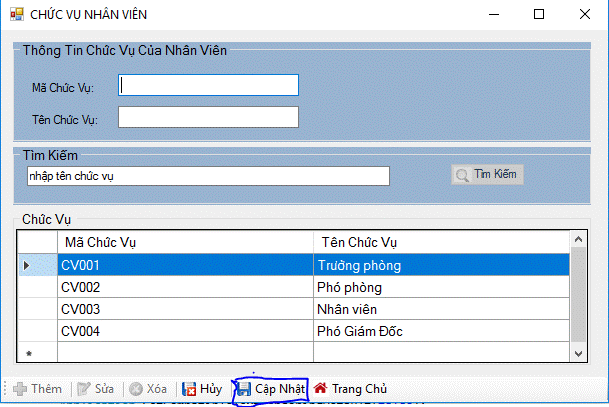 CHỨC VỤ NHÂN VIÊN
Thông Tin Chức Vụ Của Nhân Viên
Mã Chức Vụ:
Tên Chức Vụ:
Tìm Kiếm
nhập tên chức vụ
Tìm Kiếm
Chức Vụ
Mã Chức Vụ Tên Chức Vụ
CV001 Trưởng phòng
CV002 Phó phòng
CV003 Nhân viên
CV004 Phó Giám Đốc
Thêm Sửa Xóa Hủy Cập Nhật Trang Chủ